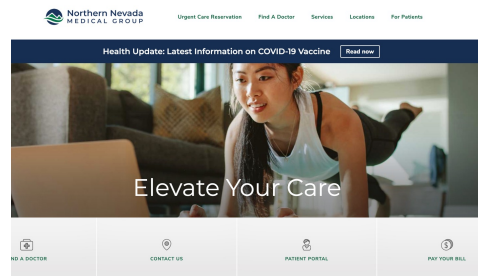 Northern Nevada
MEDICAL GROUP
Urgent Care Reservation Find A Doctor Services Locations For Patients
Health Update: Latest Information on COVID-19 Vaccine Read now
Elevate Your Care
ND A DOCTOR CONTACT US PATIENT PORTAL PAY YOUR BILL